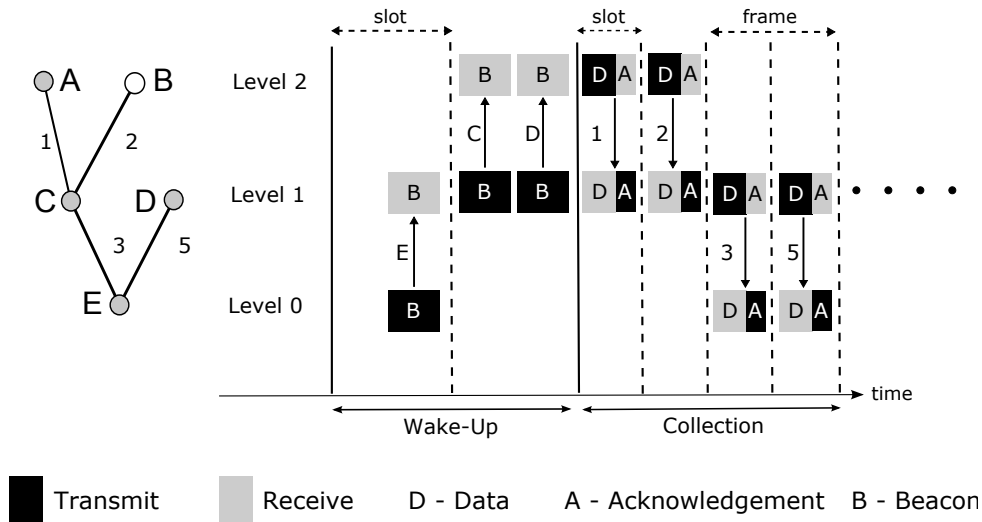 slot
slot
frame
A
B
1
2
C
D
3
5
E
Level 2
B
B
D A
D A
C
D
1
2
Level 1
B
B
B
D A
D A
D A
D A
E
3
5
Level 0
B
D A
D A
time
Wake-Up
Collection
Transmit
Receive
D - Data
A - Acknowledgement
B - Beacon